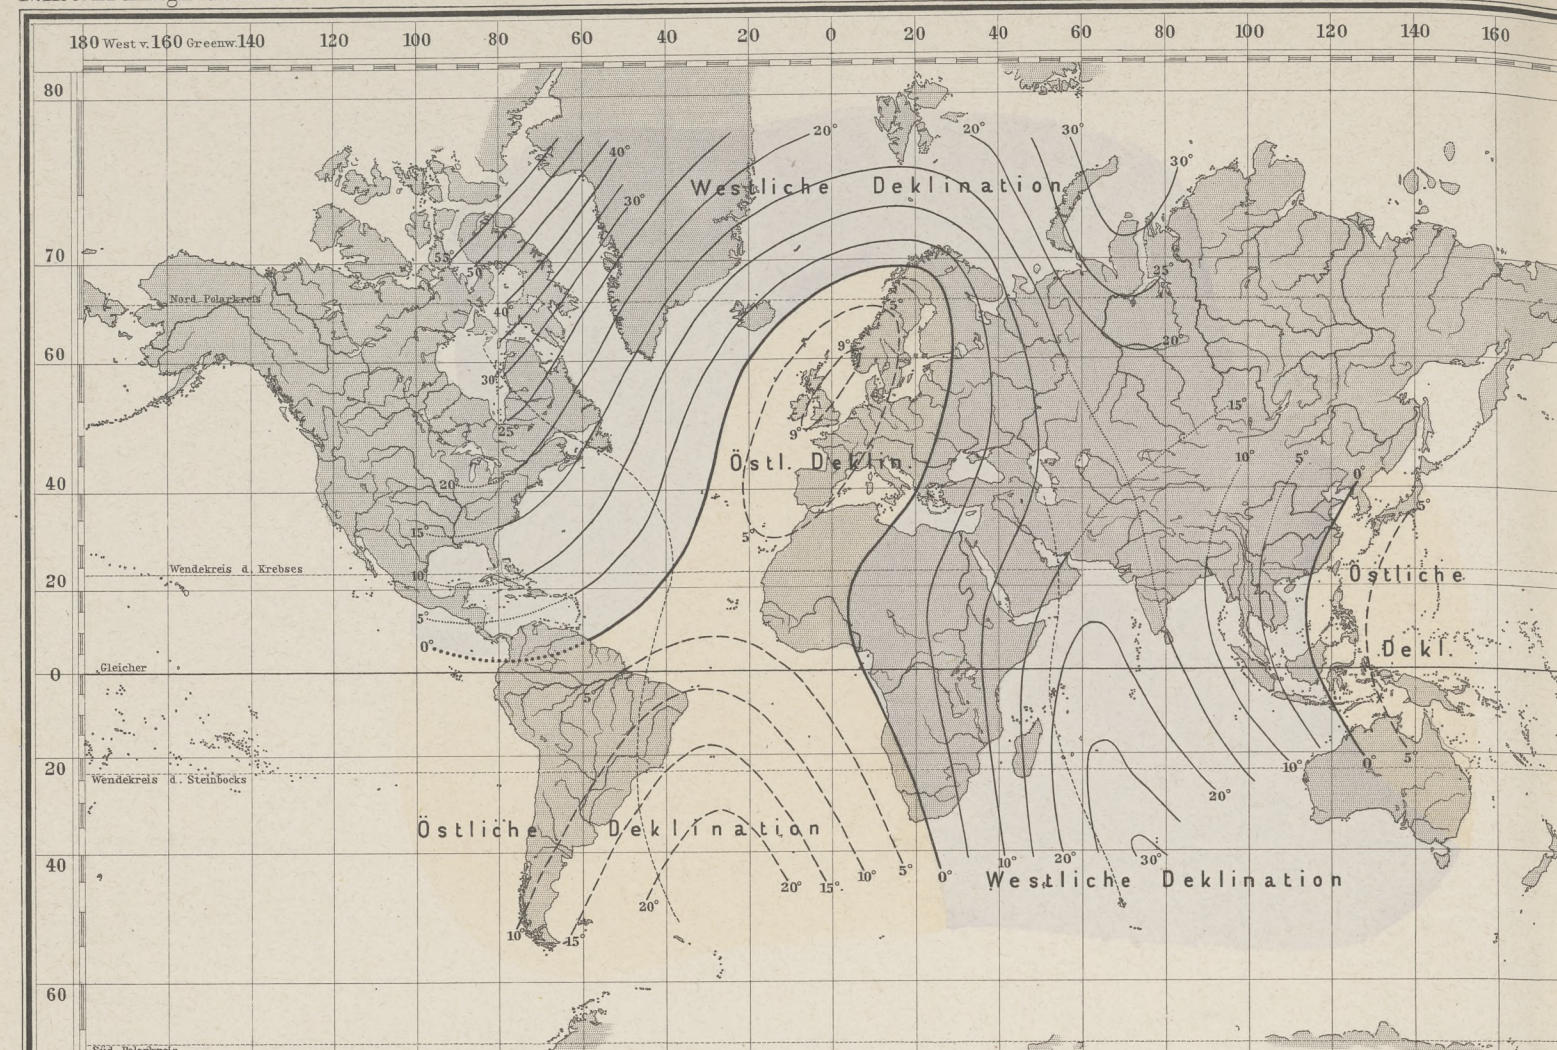 180 West v. 160 Greenw. 140 120 100 80 60 40 20 0 20 40 60 80 100 120 140 160
80
20° 20° 30°
40° 30°
Westliche Deklination
30°
70
55° 50° 25°
Nord Polarkreis
40° 5° 20°
9°
60
30°
15°
9°
25°
Östl. Deklin.
10° 5° 0°
40
20°
5°
15° 5°
Wendekreis d. Krebses
10°
Östliche
20
5°
0°
Dekl.
Gleicher
0
5°
20
Wendekreis d. Steinbocks
10° 0° 5°
20°
Östliche Deklination
40
10° 20° 30°
20° 15° 10° 5° 0°
Westliche Deklination
20°
10° 15°
60